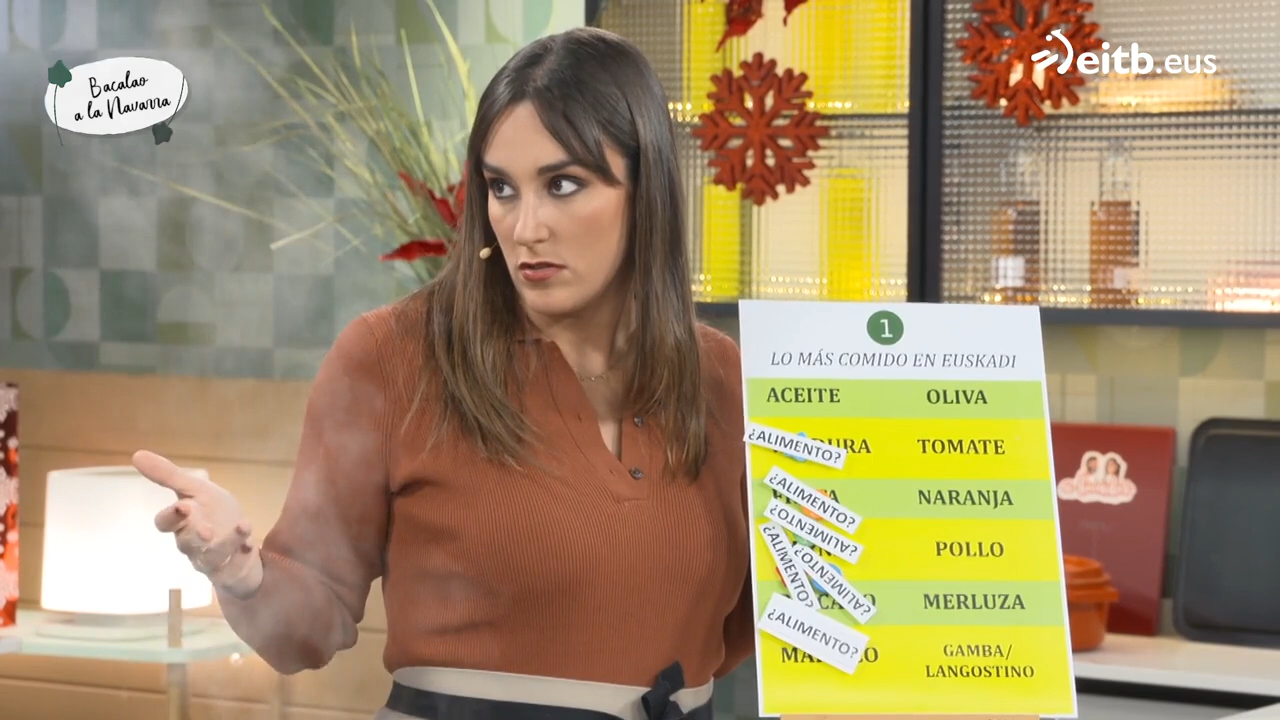 Bacalao
a la Navarra
eitb.eus
1
LO MÁS COMIDO EN EUSKADI
ACEITE OLIVA
¿ALIMENTO? TOMATE
¿ALIMENTO? NARANJA
¿ALIMENTO?
¿ALIMENTO? POLLO
¿ALIMENTO?
MERLUZA
¿ALIMENTO?
GAMBA/
LANGOSTINO